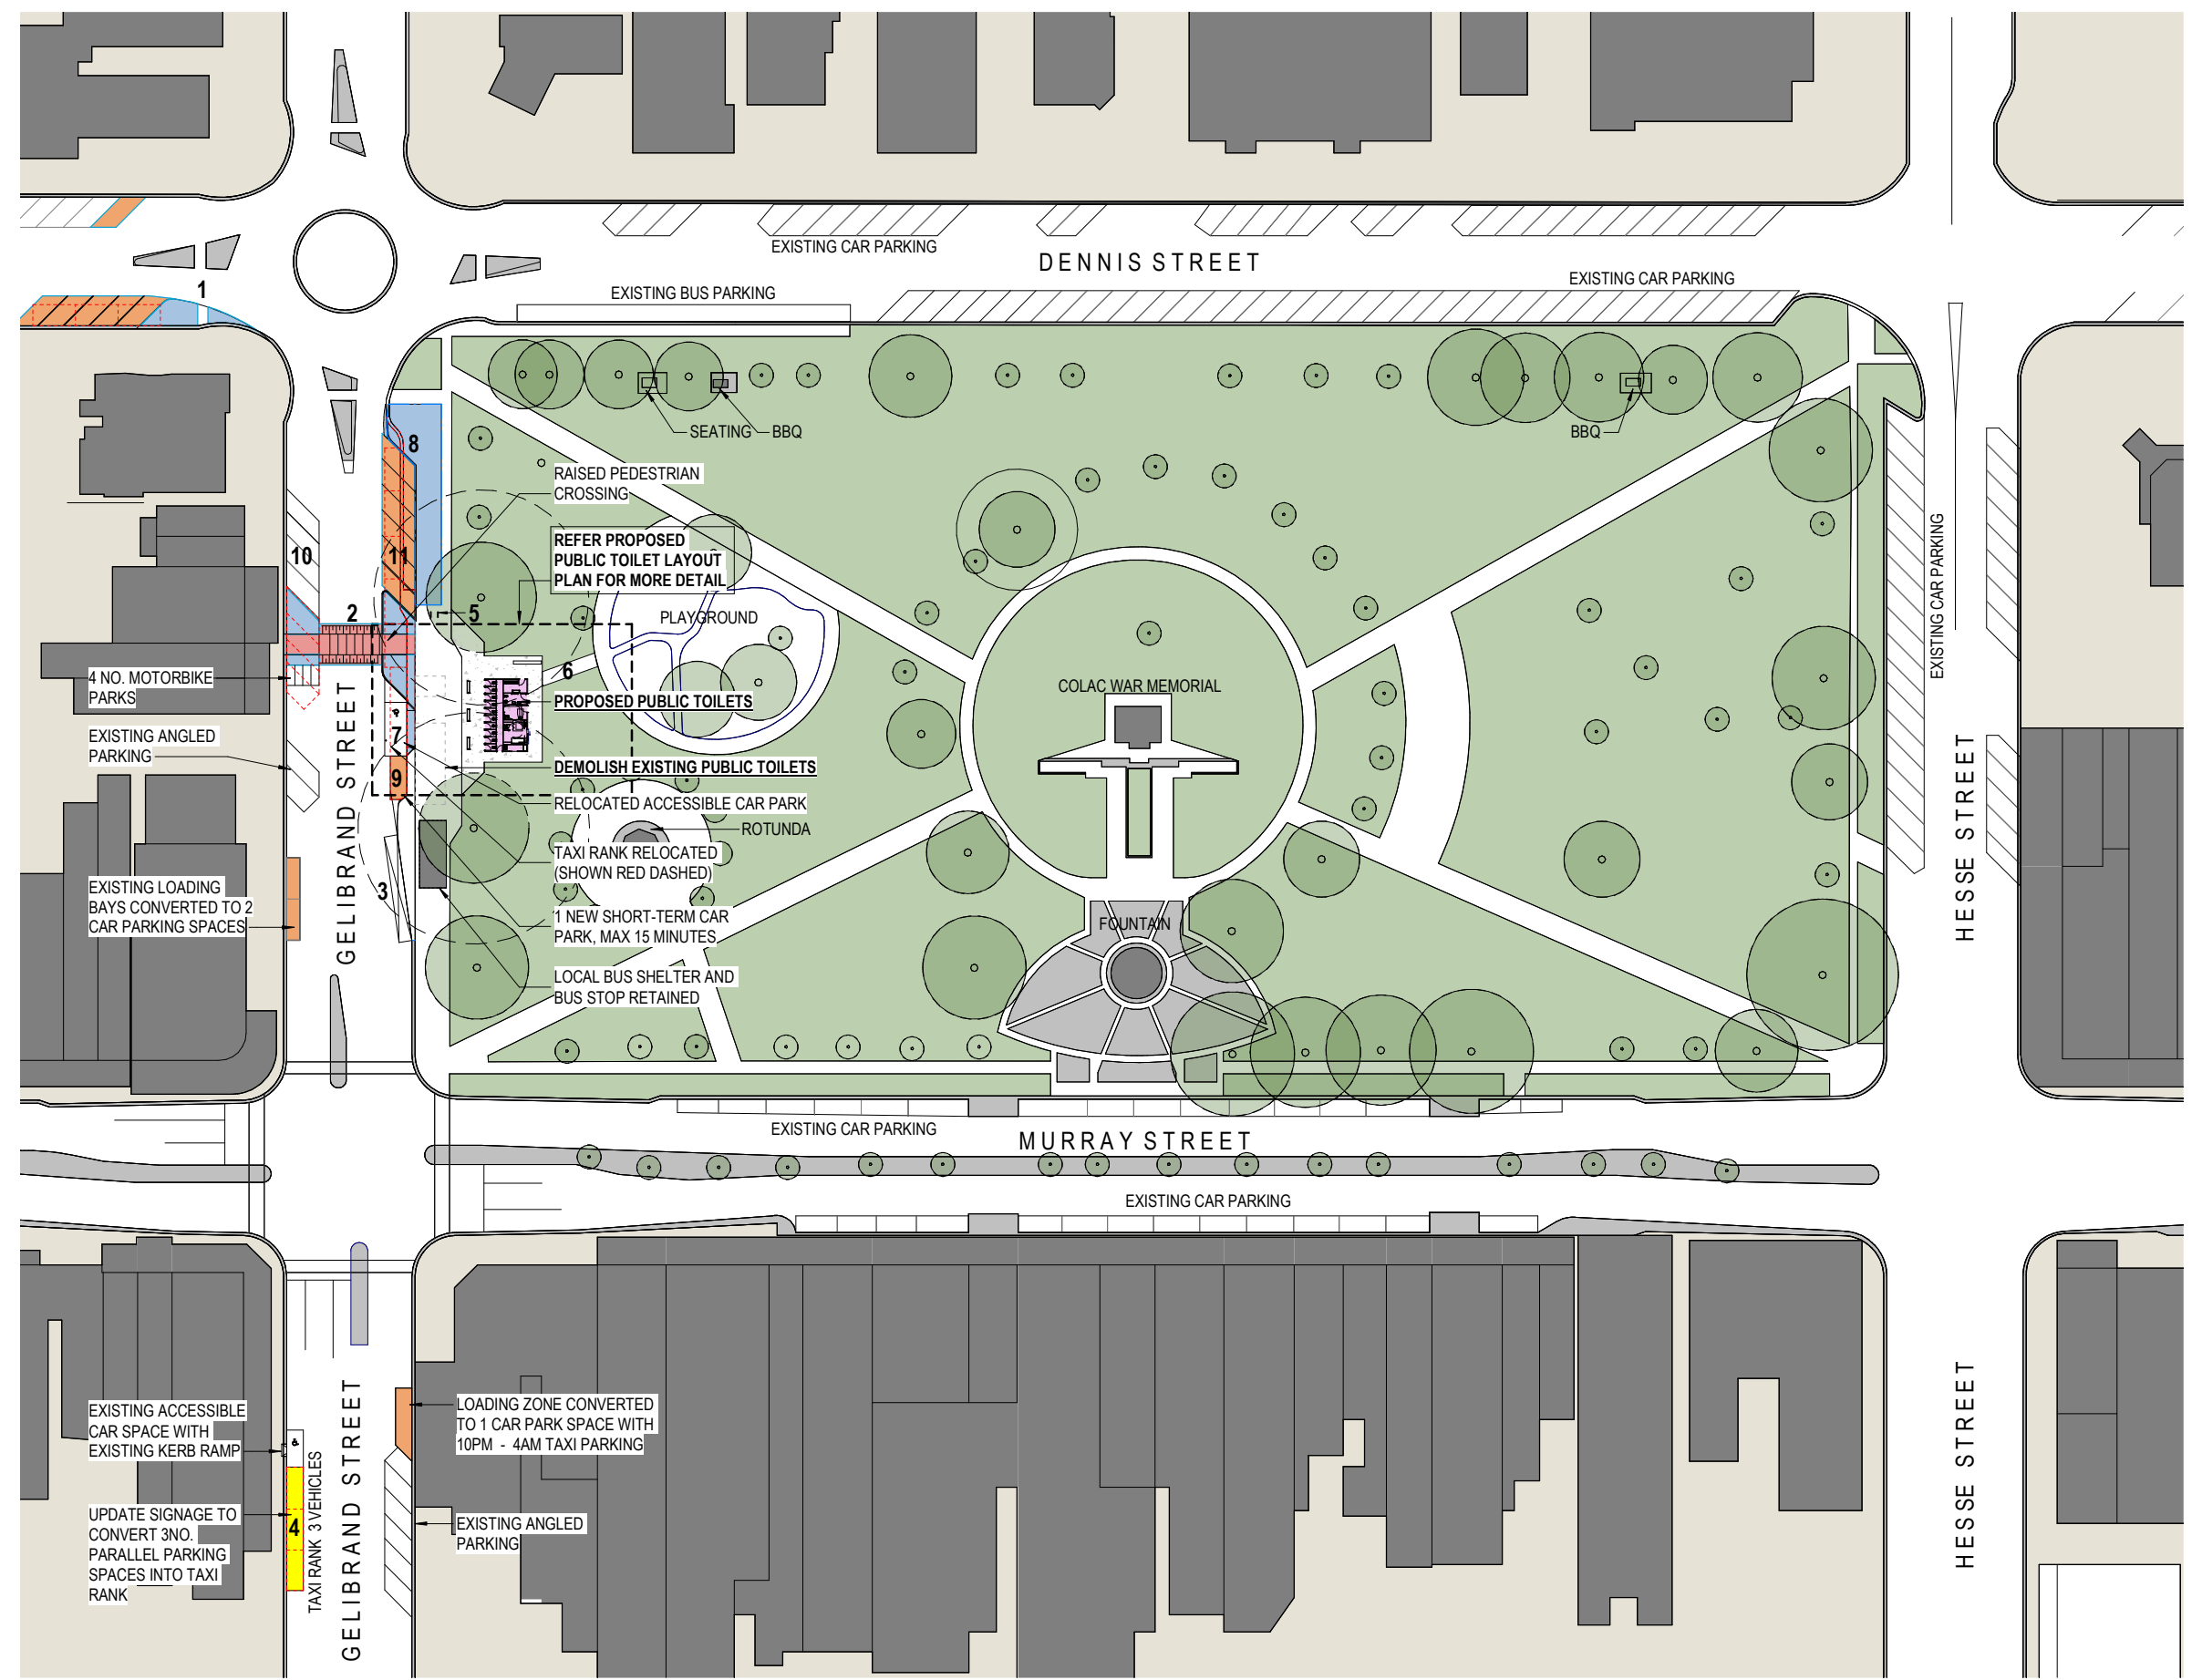 EXISTING CAR PARKING
DENNIS STREET
EXISTING CAR PARKING
EXISTING BUS PARKING
1
SEATING
BBQ
BBQ
8
RAISED PEDESTRIAN
CROSSING
REFER PROPOSED
PUBLIC TOILET LAYOUT
PLAN FOR MORE DETAIL
10
11
2
5
PLAYGROUND
6
4 NO. MOTORBIKE
PARKS
PROPOSED PUBLIC TOILETS
COLAC WAR MEMORIAL
EXISTING CAR PARKING
EXISTING ANGLED
PARKING
7
9
DEMOLISH EXISTING PUBLIC TOILETS
RELOCATED ACCESSIBLE CAR PARK
ROTUNDA
TAXI RANK RELOCATED
(SHOWN RED DASHED)
GELIBRAND STREET
HESSE STREET
3
EXISTING LOADING
BAYS CONVERTED TO 2
CAR PARKING SPACES
1 NEW SHORT-TERM CAR
PARK, MAX 15 MINUTES
FOUNTAIN
LOCAL BUS SHELTER AND
BUS STOP RETAINED
EXISTING CAR PARKING
MURRAY STREET
EXISTING CAR PARKING
EXISTING ACCESSIBLE
CAR SPACE WITH
EXISTING KERB RAMP
LOADING ZONE CONVERTED
TO 1 CAR PARK SPACE WITH
10PM - 4AM TAXI PARKING
UPDATE SIGNAGE TO
CONVERT 3NO.
PARALLEL PARKING
SPACES INTO TAXI
RANK
4
TAXI RANK 3 VEHICLES
GELIBRAND STREET
EXISTING ANGLED
PARKING
HESSE STREET